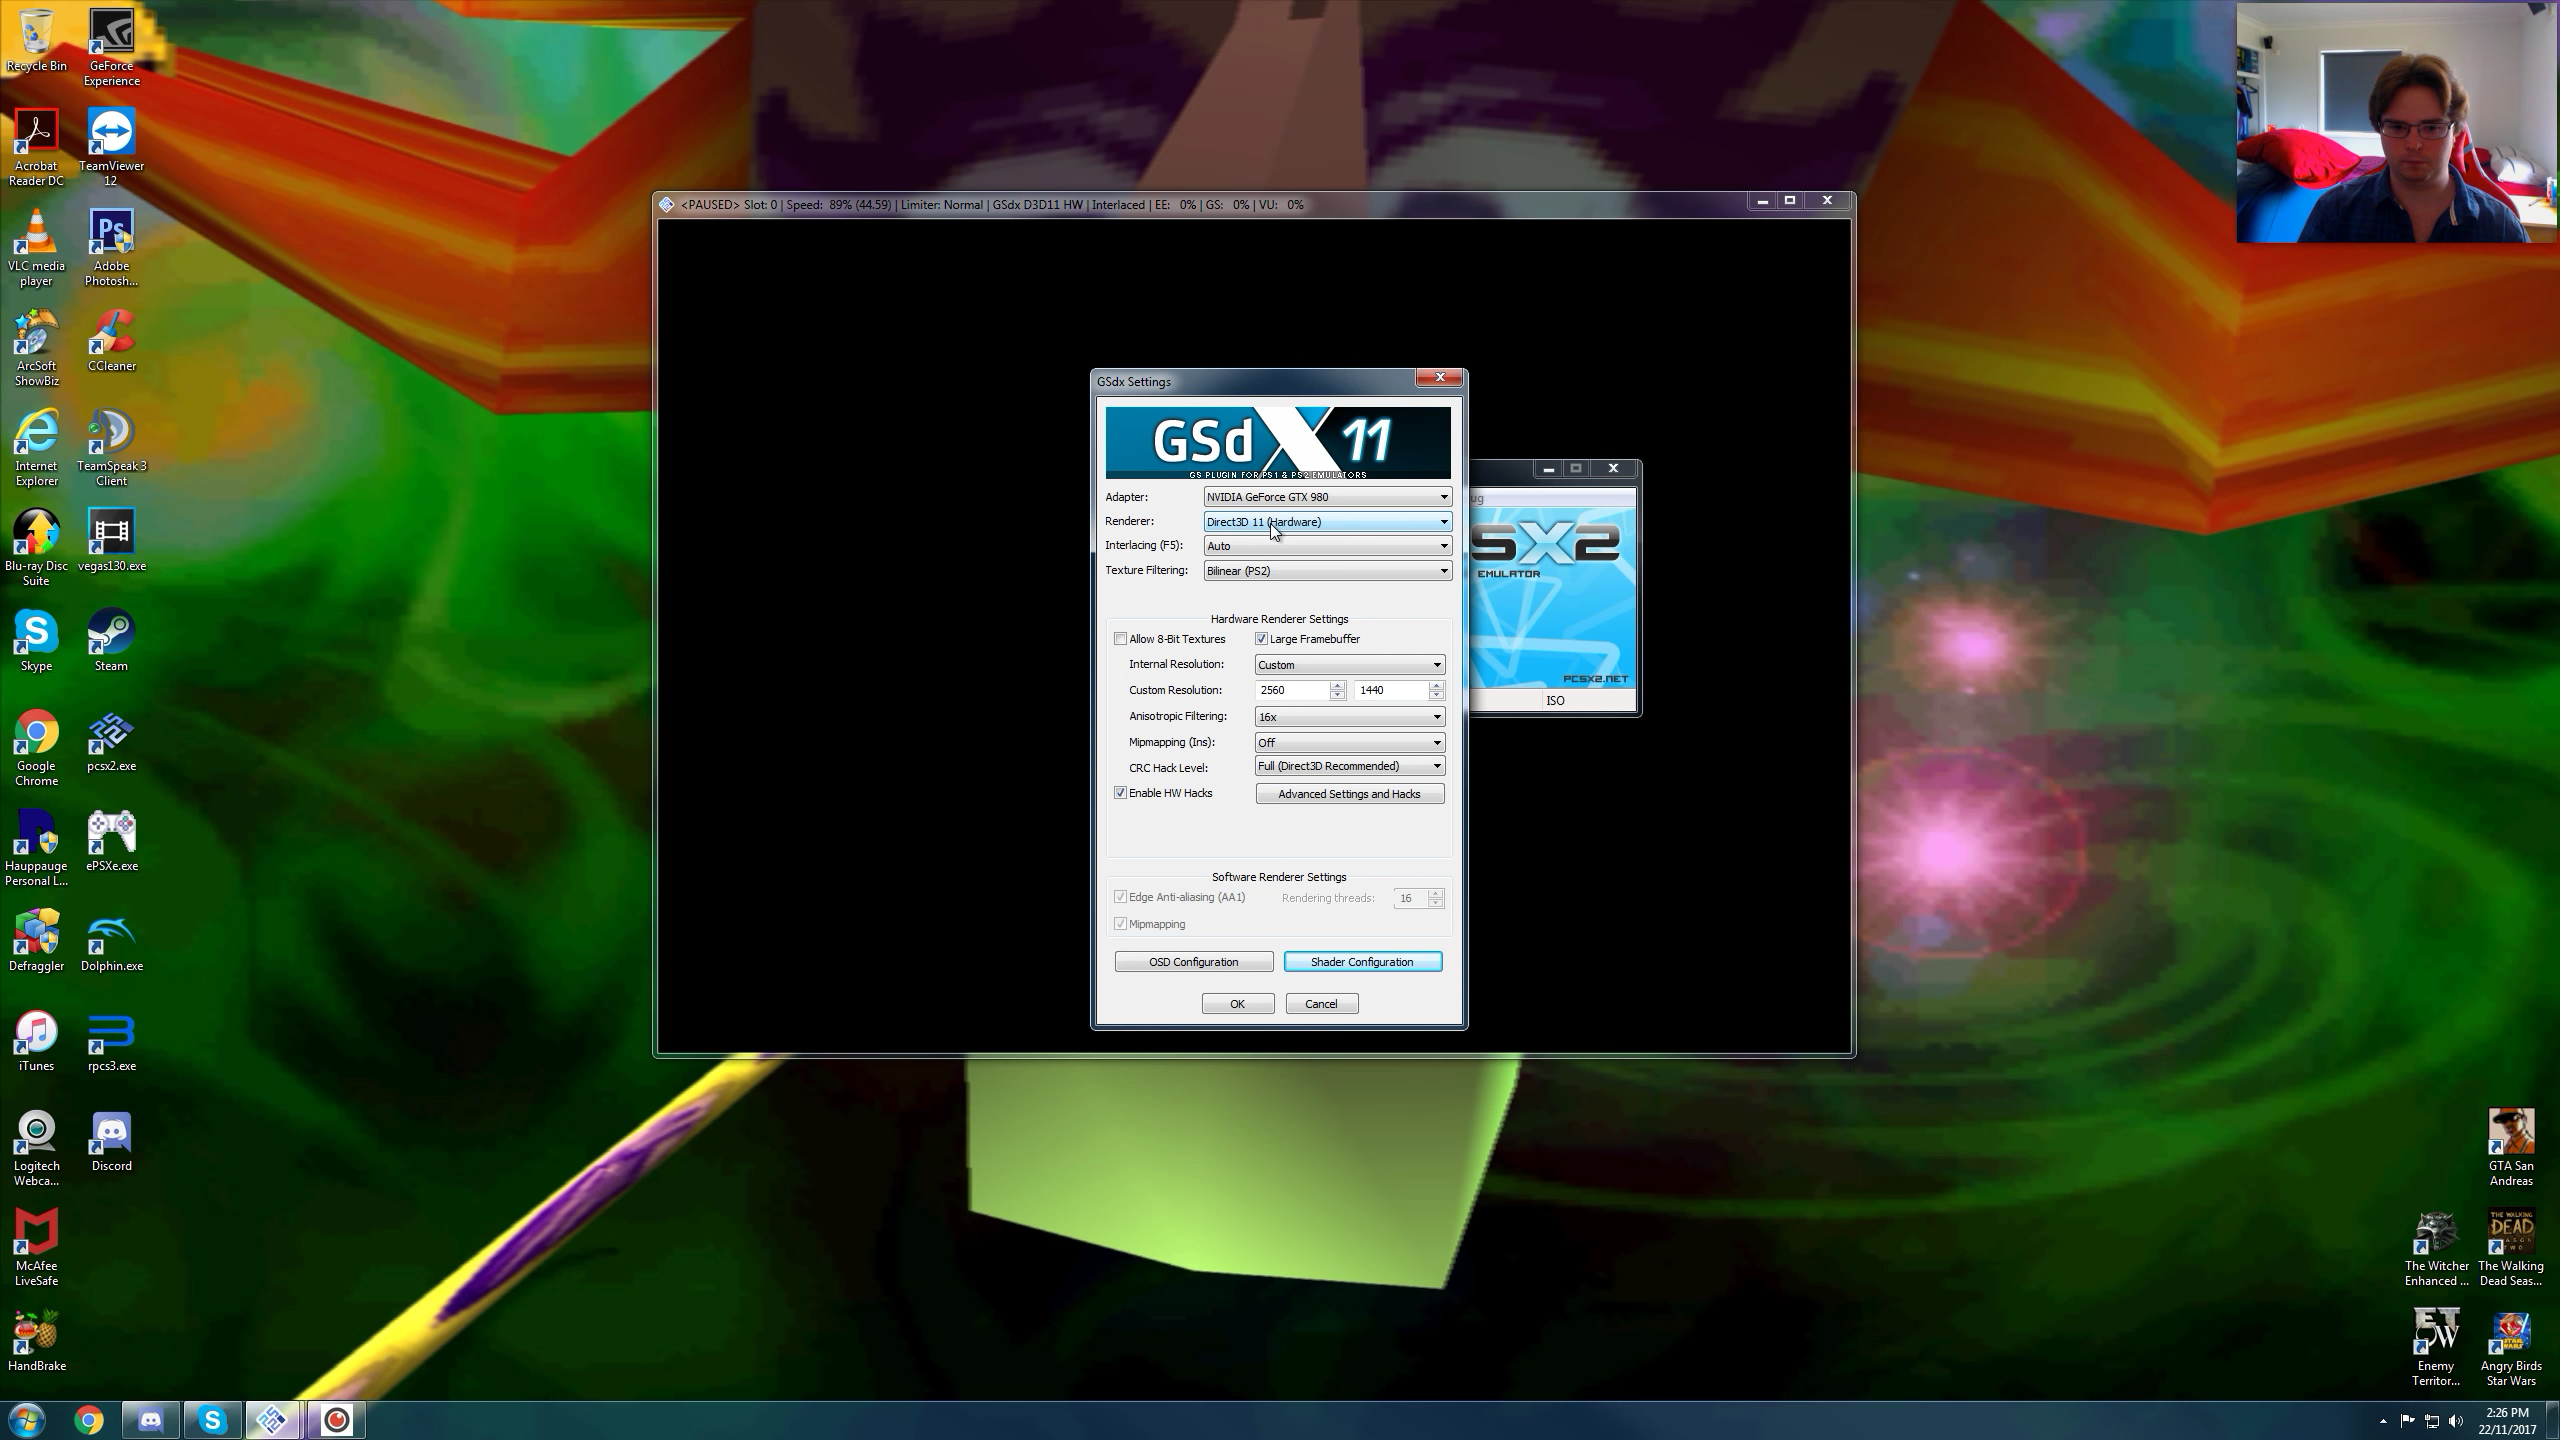 Recycle Bin
GeForce
Experience
Acrobat
Reader DC
TeamViewer
12
VLC media
player
Ps
Adobe
Photosh...
ArcSoft
ShowBiz
CCleaner
Internet
Explorer
TeamSpeak 3
Client
Blu-ray Disc
Suite
vegas130.exe
Skype
Steam
Google
Chrome
pcsx2.exe
Hauppauge
Personal L...
ePSXe.exe
Defraggler
Dolphin.exe
iTunes
rpcs3.exe
Logitech
Webca...
Discord
McAfee
LiveSafe
HandBrake
<PAUSED> Slot: 0 | Speed: 89% (44.59) | Limiter: Normal | GSdx D3D11 HW | Interlaced | EE: 0% | GS: 0% | VU: 0%
GSdx Settings
GSdX 11
GS PLUGIN FOR PS1 & PS2 EMULATORS
Adapter: NVIDIA GeForce GTX 980
Renderer: Direct3D 11 (Hardware)
Interlacing (F5): Auto
Texture Filtering: Bilinear (PS2)
Hardware Renderer Settings
Allow 8-Bit Textures Large Framebuffer
Internal Resolution: Custom
Custom Resolution: 2560 1440
Anisotropic Filtering: 16x
Mipmapping (Ins): Off
CRC Hack Level: Full (Direct3D Recommended)
Enable HW Hacks Advanced Settings and Hacks
Software Renderer Settings
Edge Anti-aliasing (AA1) Rendering threads: 16
Mipmapping
OSD Configuration Shader Configuration
OK Cancel
ug
SX2
EMULATOR
PCSX2.NET
ISO
GTA San
Andreas
The Witcher
Enhanced ...
THE WALKING
DEAD
The Walking
Dead Seas...
ET
W
Enemy
Territor...
Angry Birds
Star Wars
2:26 PM
22/11/2017